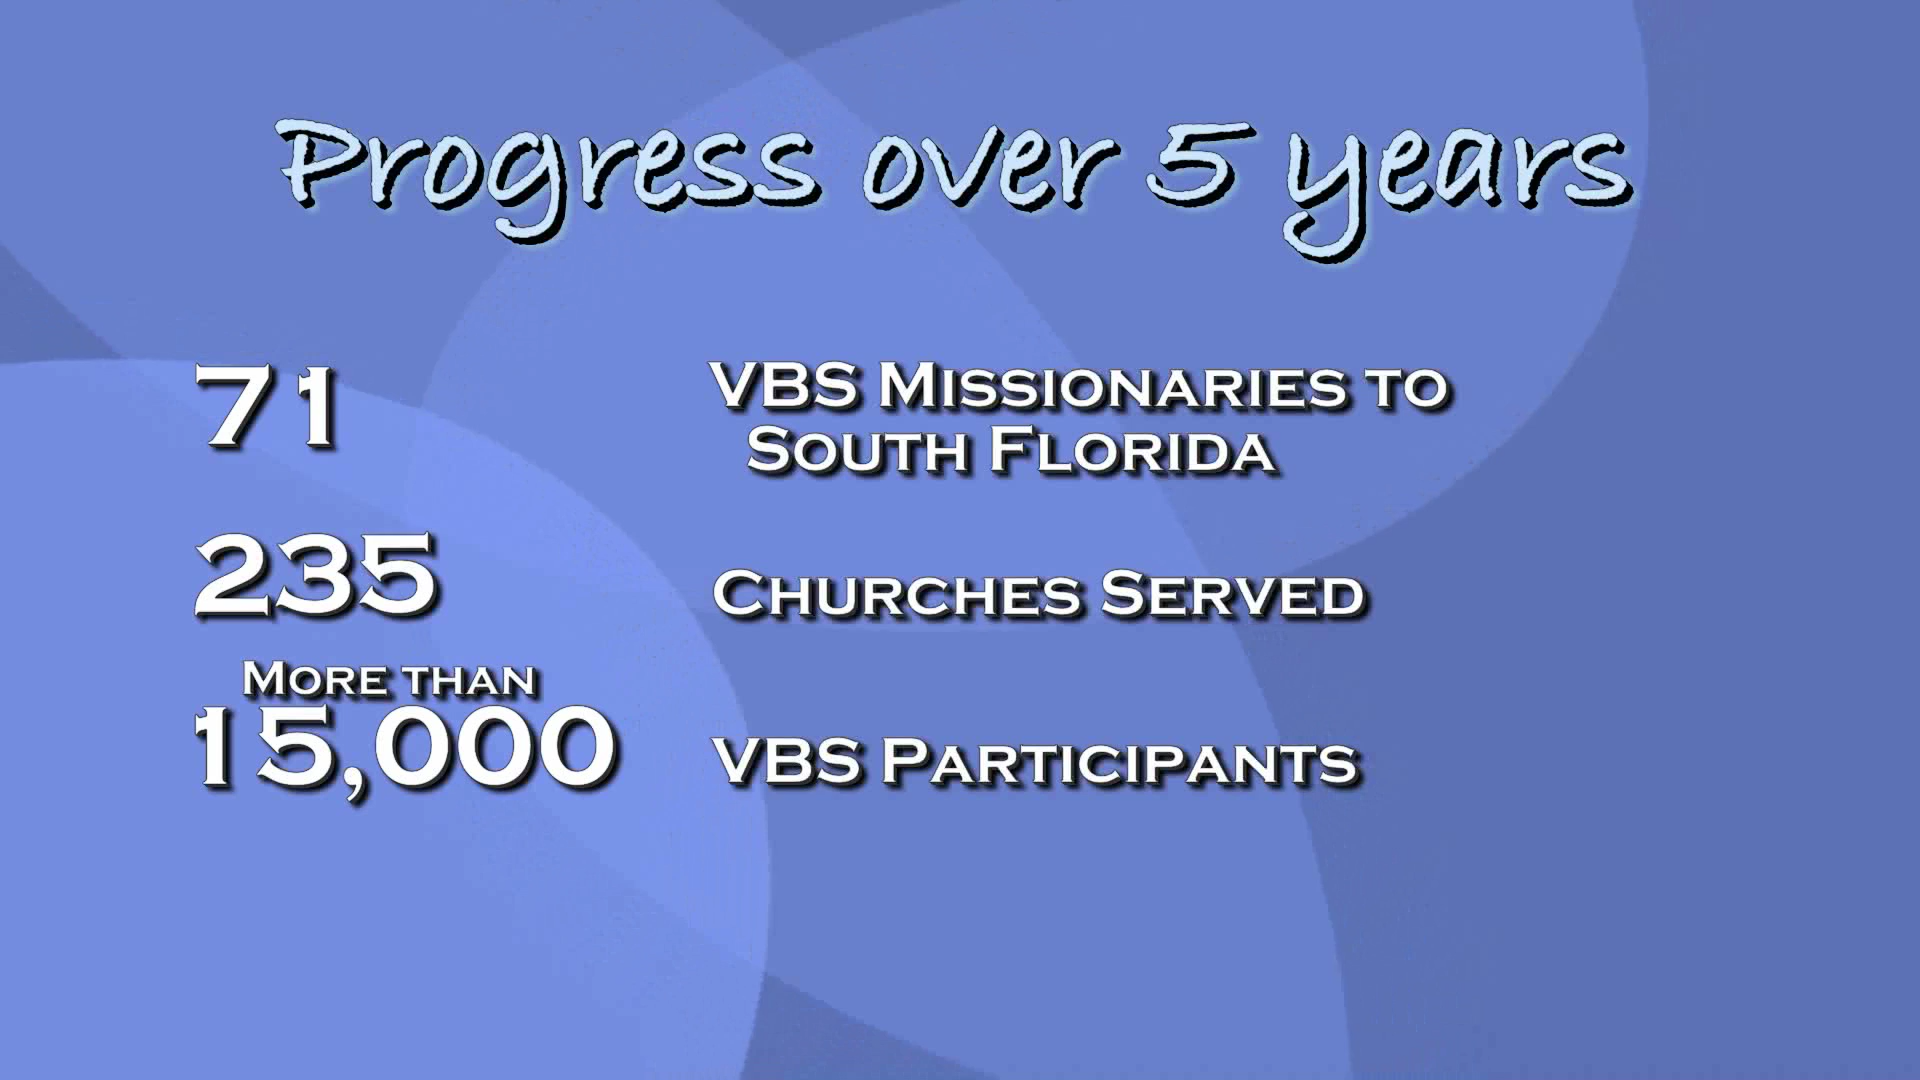 Progress over 5 years
71 VBS Missionaries to
South Florida
235 Churches Served
More than
15,000 VBS Participants